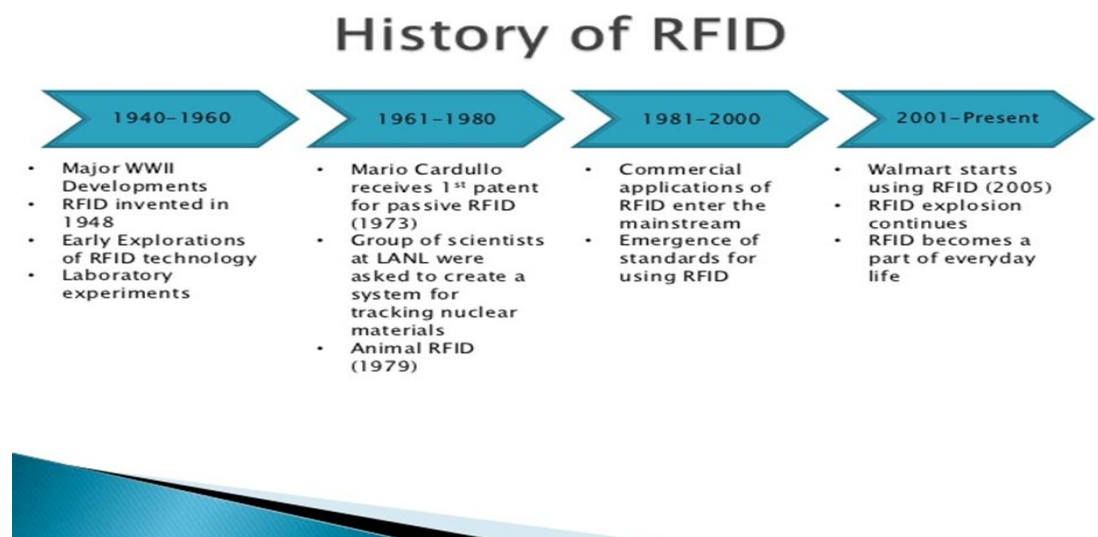 History of RFID
1940-1960
• Major WWII
Developments
• RFID invented in
1948
• Early Explorations
of RFID technology
• Laboratory
experiments
1961-1980
• Mario Cardullo
receives 1st patent
for passive RFID
(1973)
• Group of scientists
at LANL were
asked to create a
system for
tracking nuclear
materials
• Animal RFID
(1979)
1981-2000
• Commercial
applications of
RFID enter the
mainstream
• Emergence of
standards for
using RFID
2001-Present
• Walmart starts
using RFID (2005)
• RFID explosion
continues
• RFID becomes a
part of everyday
life